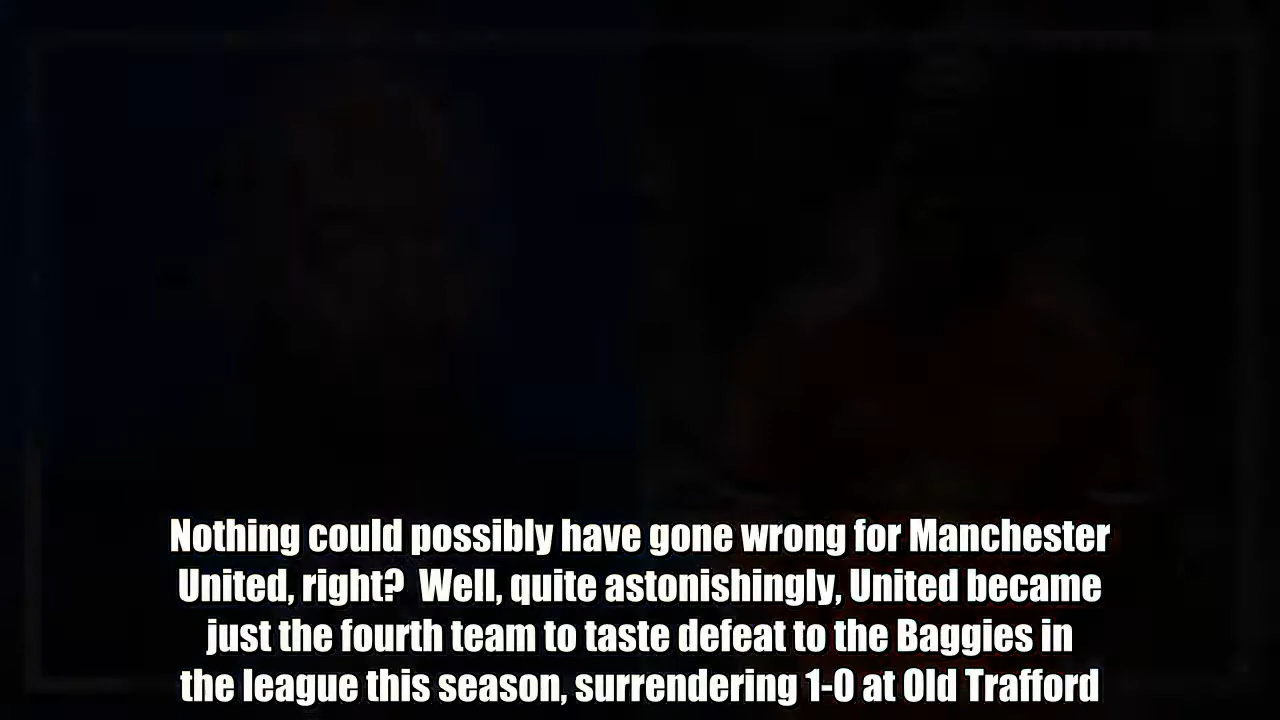 Nothing could possibly have gone wrong for Manchester
United, right?  Well, quite astonishingly, United became
just the fourth team to taste defeat to the Baggies in
the league this season, surrendering 1-0 at Old Trafford